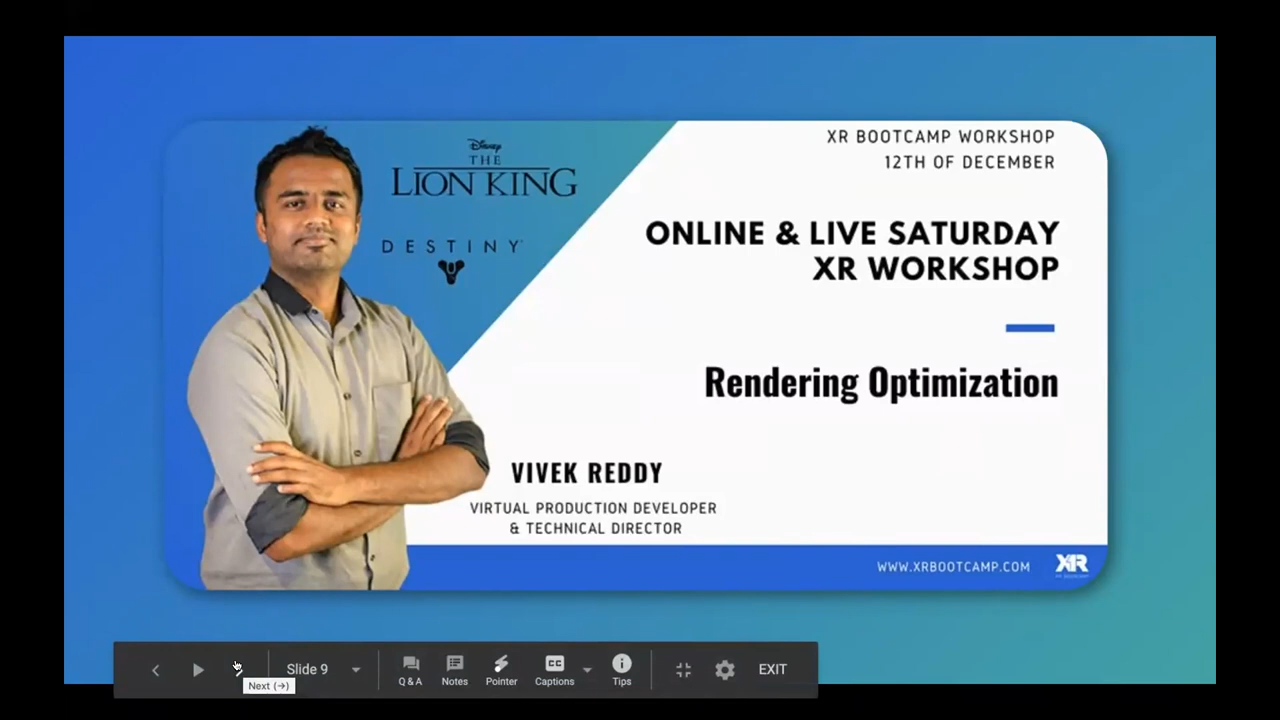 XR BOOTCAMP WORKSHOP
12TH OF DECEMBER
Disney
THE
LION KING
DESTINY
ONLINE & LIVE SATURDAY
XR WORKSHOP
Rendering Optimization
VIVEK REDDY
VIRTUAL PRODUCTION DEVELOPER
& TECHNICAL DIRECTOR
WWW.XRBOOTCAMP.COM
XR
Slide 9
Q & A
Notes
Pointer
CC
Captions
Tips
EXIT
Next (→)